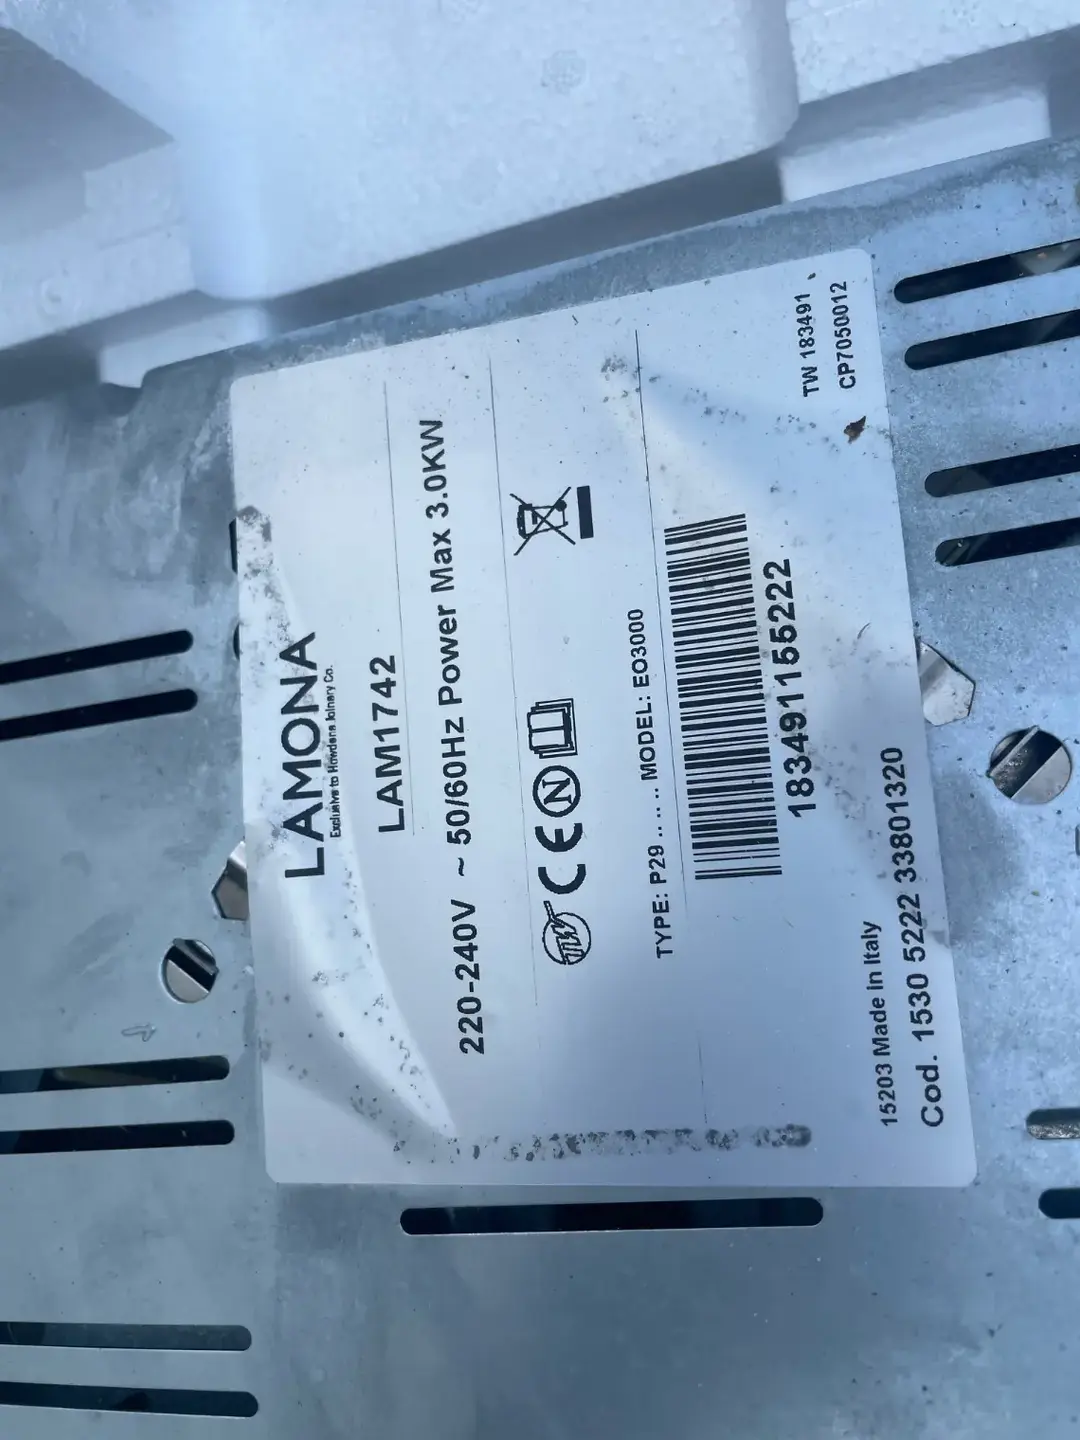 LAMONA
Exclusive to Howdens Joinery Co.
LAM1742
220-240V ~ 50/60Hz Power Max 3.0KW
CE N
TYPE: P29 .. .. .. MODEL: EO3000
183491155222
TW 183491
CP7050012
15203 Made in Italy
Cod. 1530 5222 33801320